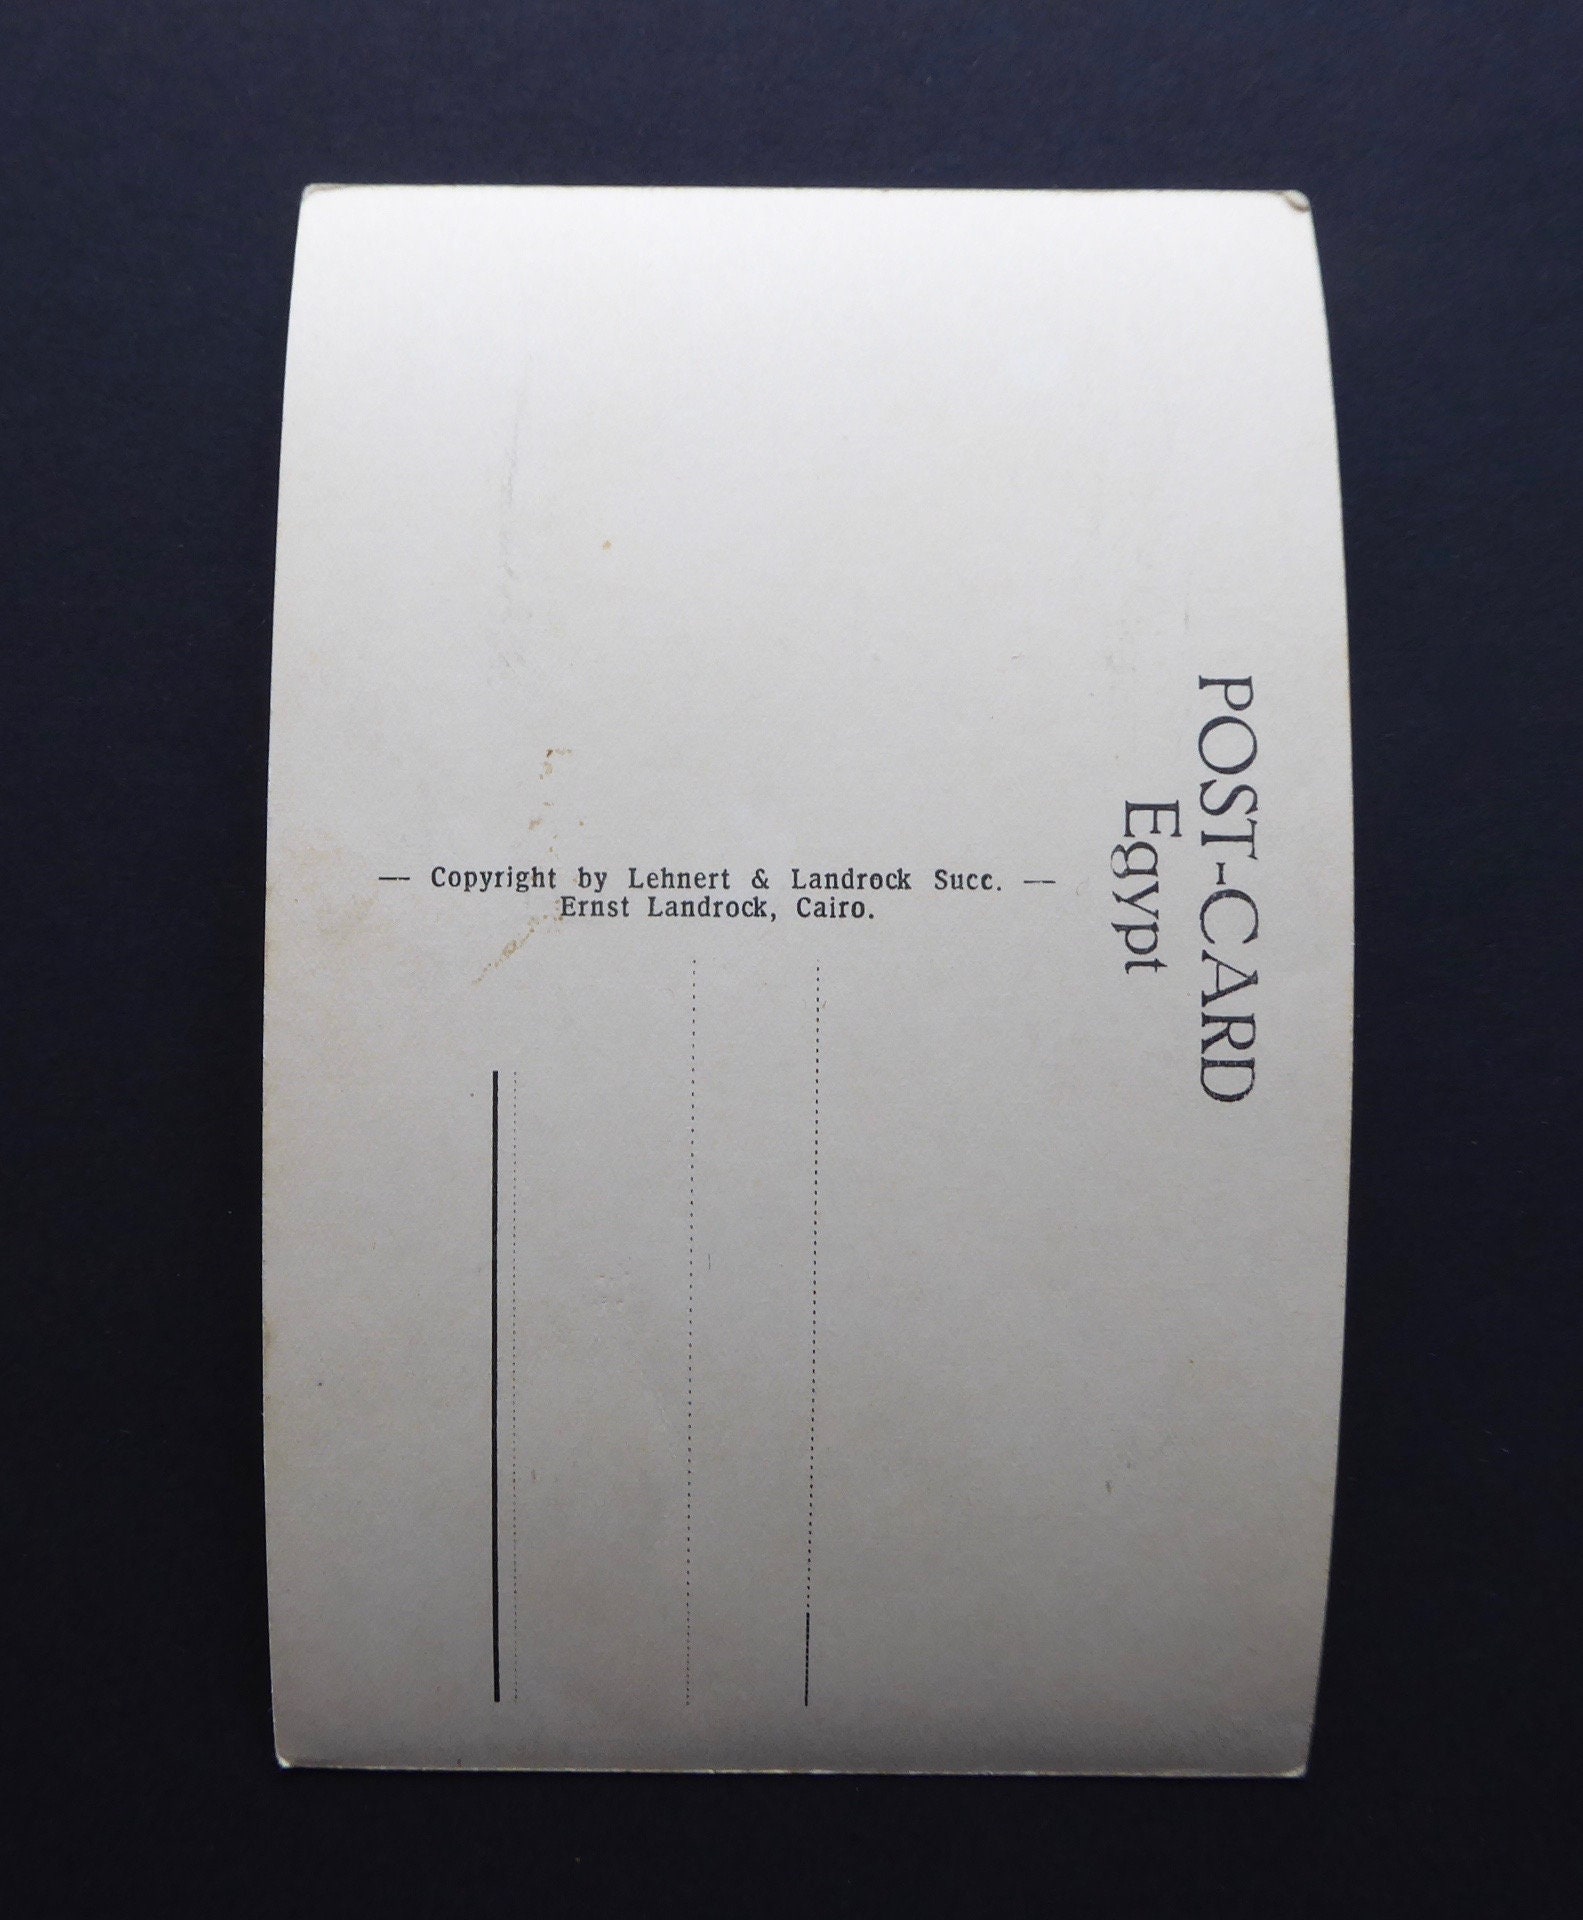 POST-CARD
Egypt
— Copyright by Lehnert & Landrock Succ. —
Ernst Landrock, Cairo.